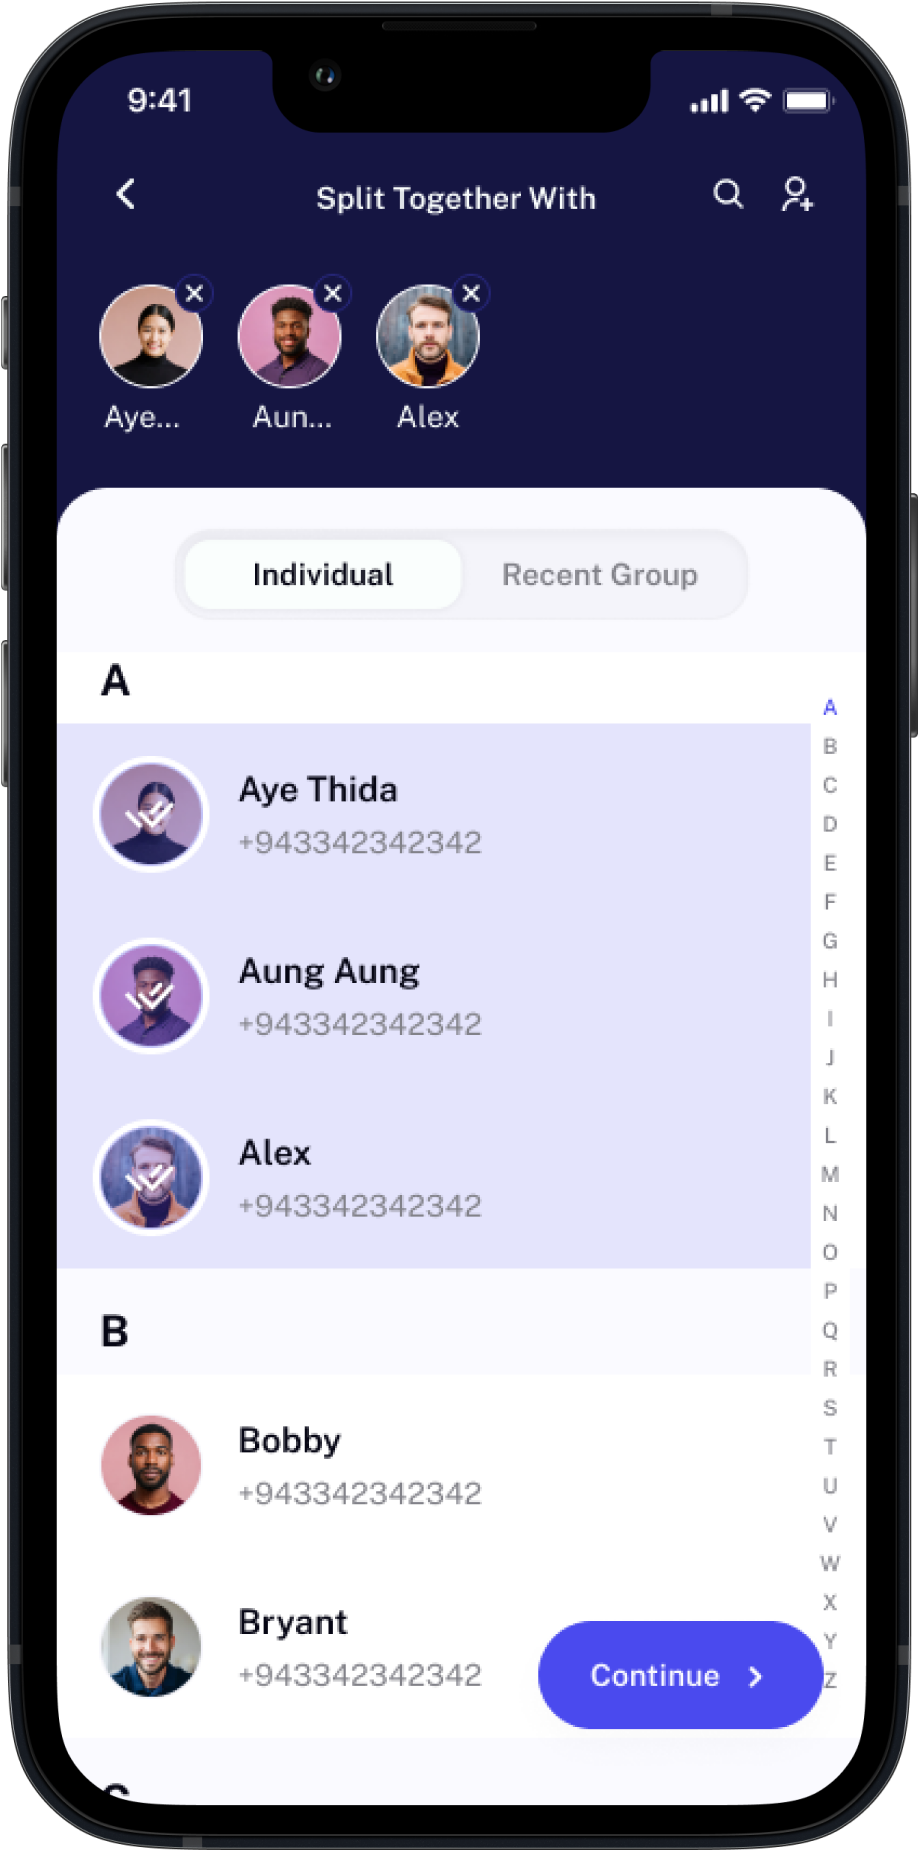 9:41
Split Together With
Aye...
Aun...
Alex
Individual
Recent Group
A
Aye Thida
+943342342342
Aung Aung
+943342342342
Alex
+943342342342
B
Bobby
+943342342342
Bryant
+943342342342
Continue
A
B
C
D
E
F
G
H
I
J
K
L
M
N
O
P
Q
R
S
T
U
V
W
X
Y
Z